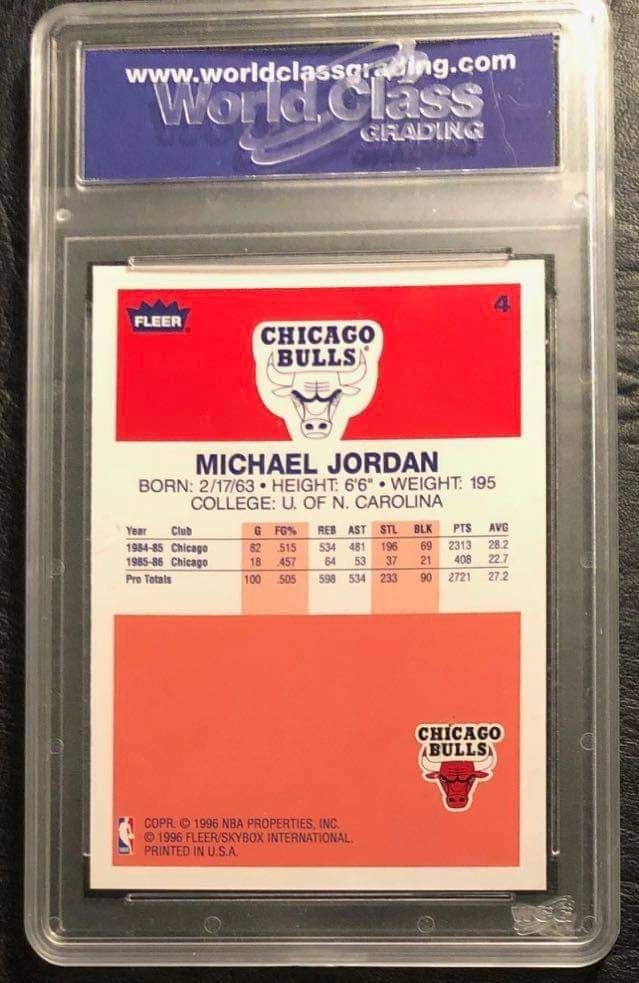 www.worldclassgrading.com
World Class
GRADING
FLEER
4
CHICAGO
BULLS
MICHAEL JORDAN
BORN: 2/17/63 • HEIGHT: 6'6" • WEIGHT: 195
COLLEGE: U. OF N. CAROLINA
Year Club G FG% REB AST STL BLK PTS AVG
1984-85 Chicago 82 .515 534 481 196 69 2313 28.2
1985-86 Chicago 18 .457 64 53 37 21 408 22.7
Pro Totals 100 .505 598 534 233 90 2721 27.2
CHICAGO
BULLS
COPR. © 1996 NBA PROPERTIES, INC.
© 1996 FLEER/SKYBOX INTERNATIONAL.
PRINTED IN U.S.A.
WCG